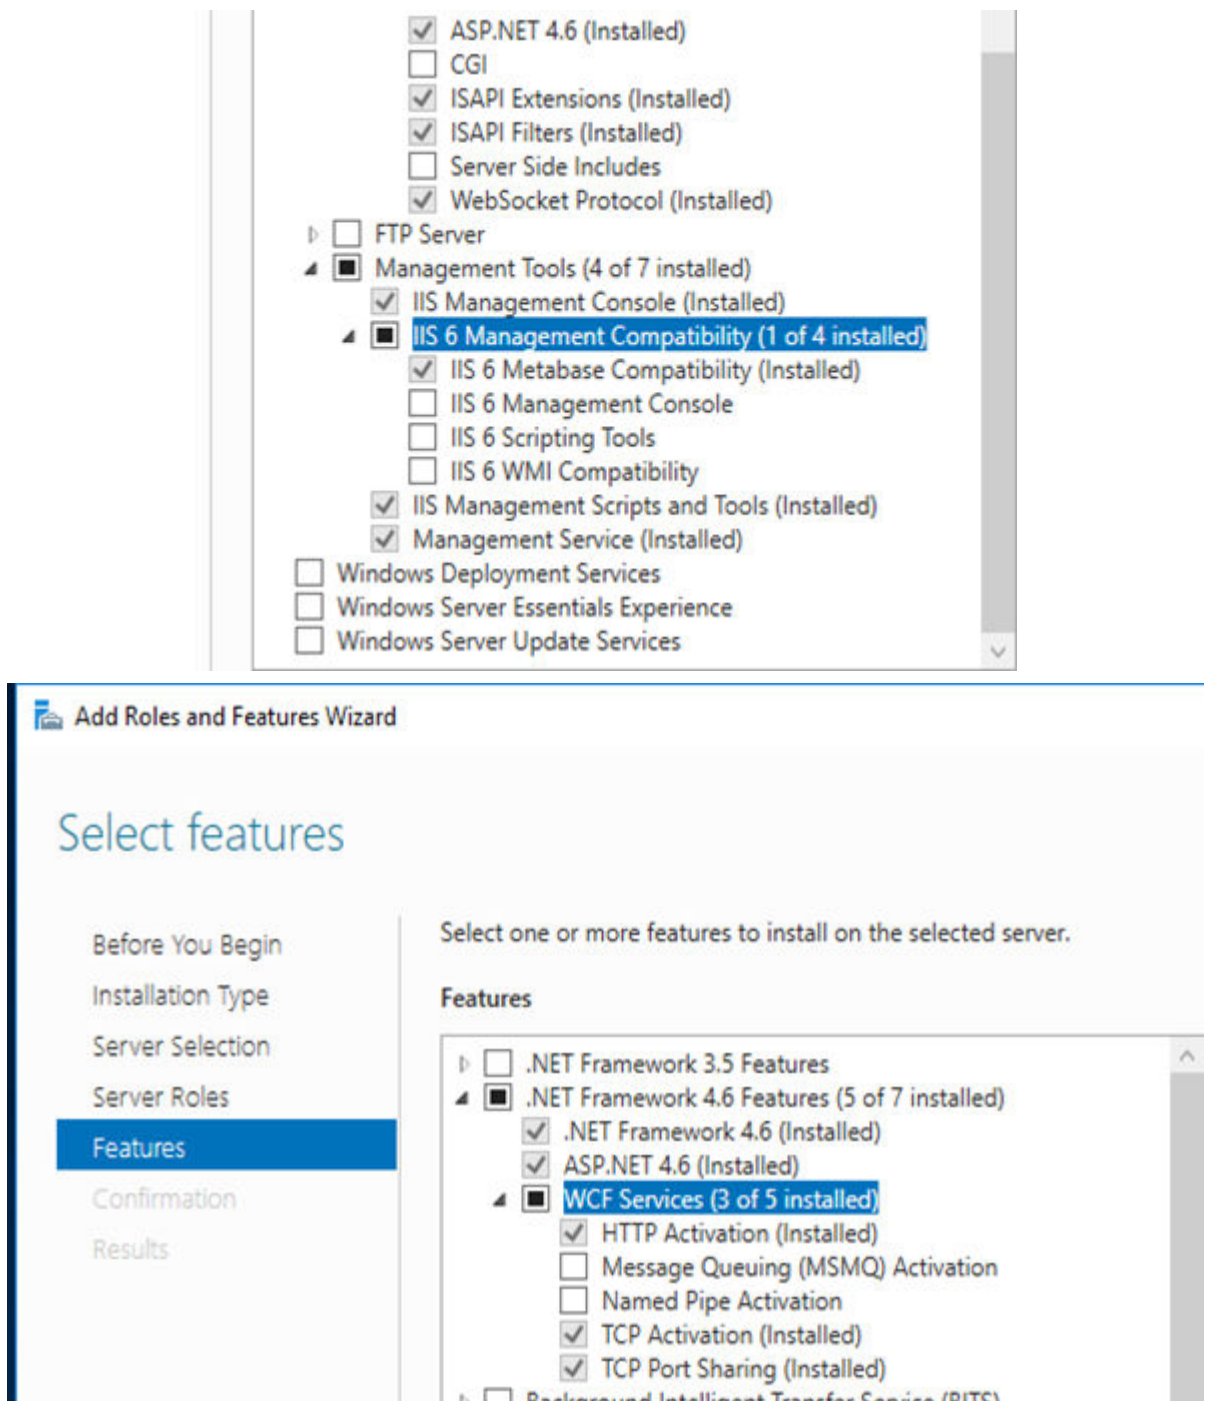 ASP.NET 4.6 (Installed)
CGI
ISAPI Extensions (Installed)
ISAPI Filters (Installed)
Server Side Includes
WebSocket Protocol (Installed)
FTP Server
Management Tools (4 of 7 installed)
IIS Management Console (Installed)
IIS 6 Management Compatibility (1 of 4 installed)
IIS 6 Metabase Compatibility (Installed)
IIS 6 Management Console
IIS 6 Scripting Tools
IIS 6 WMI Compatibility
IIS Management Scripts and Tools (Installed)
Management Service (Installed)
Windows Deployment Services
Windows Server Essentials Experience
Windows Server Update Services
Add Roles and Features Wizard
Select features
Before You Begin
Installation Type
Server Selection
Server Roles
Features
Confirmation
Results
Select one or more features to install on the selected server.
Features
.NET Framework 3.5 Features
.NET Framework 4.6 Features (5 of 7 installed)
.NET Framework 4.6 (Installed)
ASP.NET 4.6 (Installed)
WCF Services (3 of 5 installed)
HTTP Activation (Installed)
Message Queuing (MSMQ) Activation
Named Pipe Activation
TCP Activation (Installed)
TCP Port Sharing (Installed)
Background Intelligent Transfer Service (BITS)